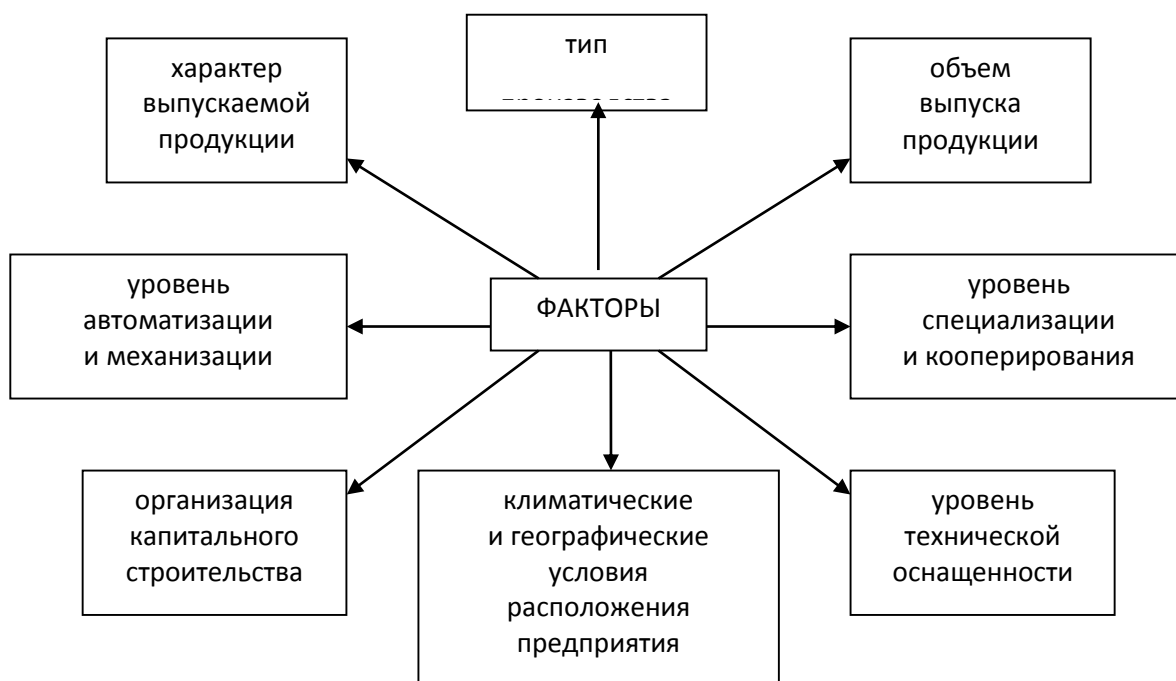 тип
характер
выпускаемой
продукции
объем
выпуска
продукции
уровень
автоматизации
и механизации
ФАКТОРЫ
уровень
специализации
и кооперирования
организация
капитального
строительства
климатические
и географические
условия
расположения
предприятия
уровень
технической
оснащенности